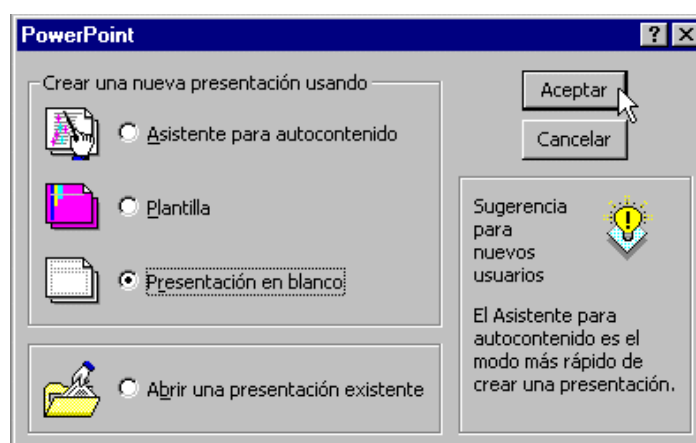 PowerPoint
Crear una nueva presentación usando
Asistente para autocontenido
Plantilla
Presentación en blanco
Abrir una presentación existente
Aceptar
Cancelar
Sugerencia
para
nuevos
usuarios
El Asistente para
autocontenido es el
modo más rápido de
crear una presentación.